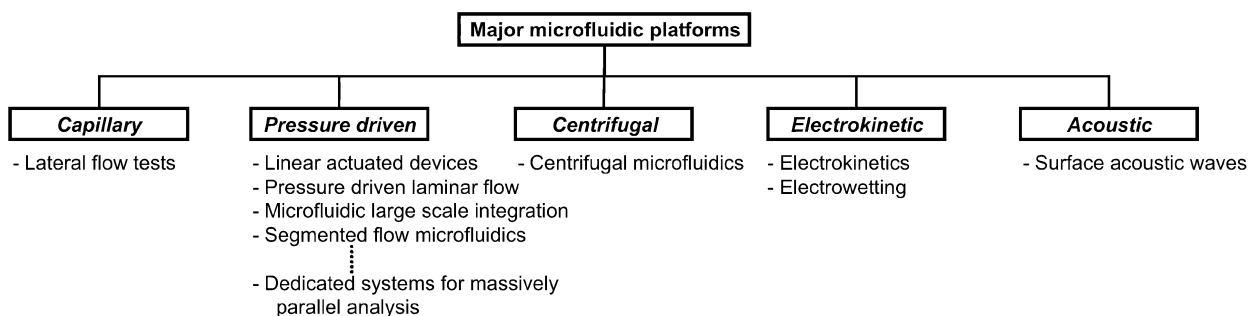 Major microfluidic platforms
Capillary
- Lateral flow tests
Pressure driven
- Linear actuated devices
- Pressure driven laminar flow
- Microfluidic large scale integration
- Segmented flow microfluidics
- Dedicated systems for massively
parallel analysis
Centrifugal
- Centrifugal microfluidics
Electrokinetic
- Electrokinetics
- Electrowetting
Acoustic
- Surface acoustic waves